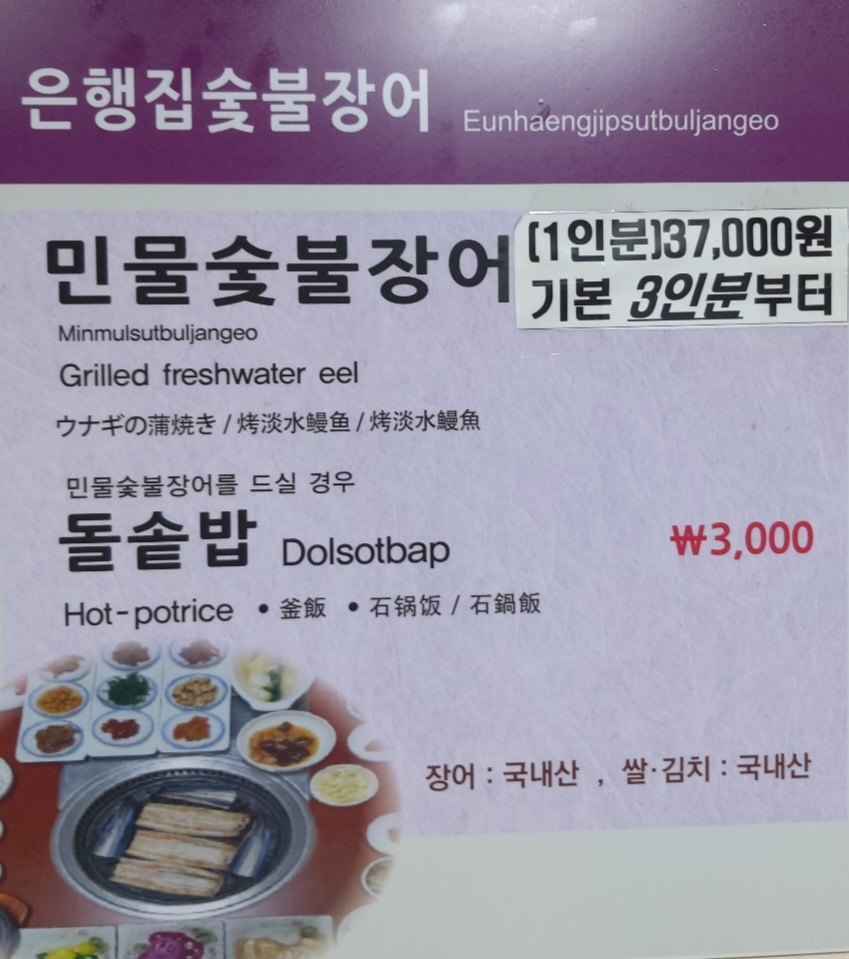 은행집숯불장어 Eunhaengjipsutbuljangeo
민물숯불장어
(1인분)37,000원
기본 3인분부터
Minmulsutbuljangeo
Grilled freshwater eel
ウナギの蒲焼き / 烤淡水鳗鱼 / 烤淡水鰻魚
민물숯불장어를 드실 경우
돌솥밥 Dolsotbap ₩3,000
Hot-potrice • 釜飯 • 石锅饭 / 石鍋飯
장어 : 국내산 , 쌀·김치 : 국내산